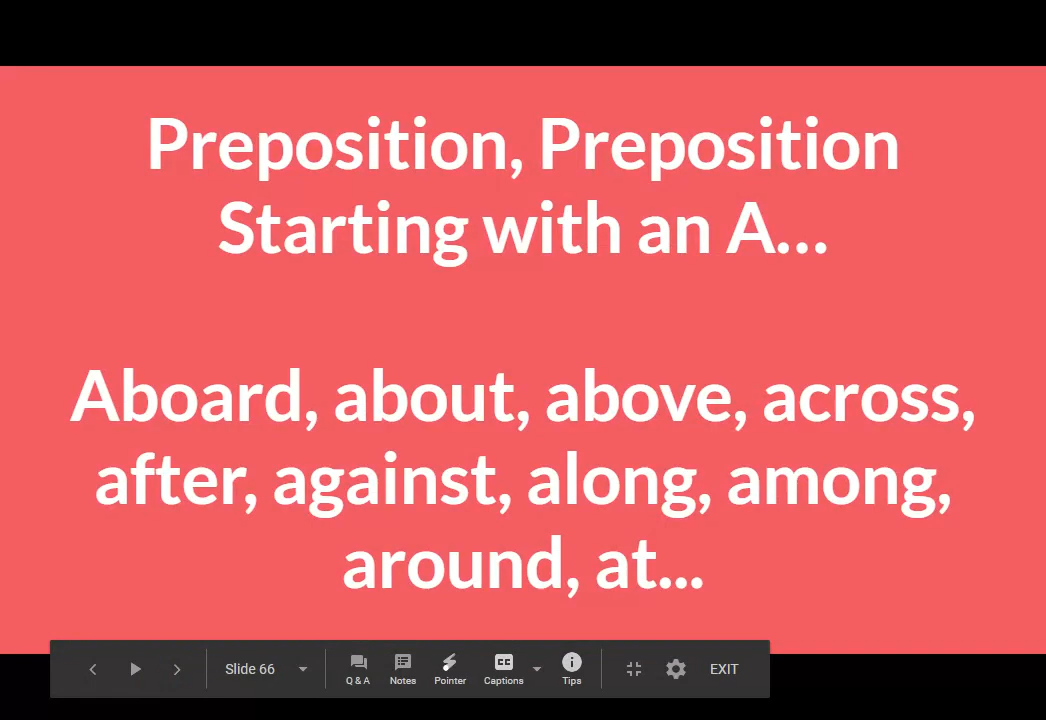 Preposition, Preposition
Starting with an A...
Aboard, about, above, across,
after, against, along, among,
around, at...
Slide 66
Q & A
Notes
Pointer
CC
Captions
Tips
EXIT